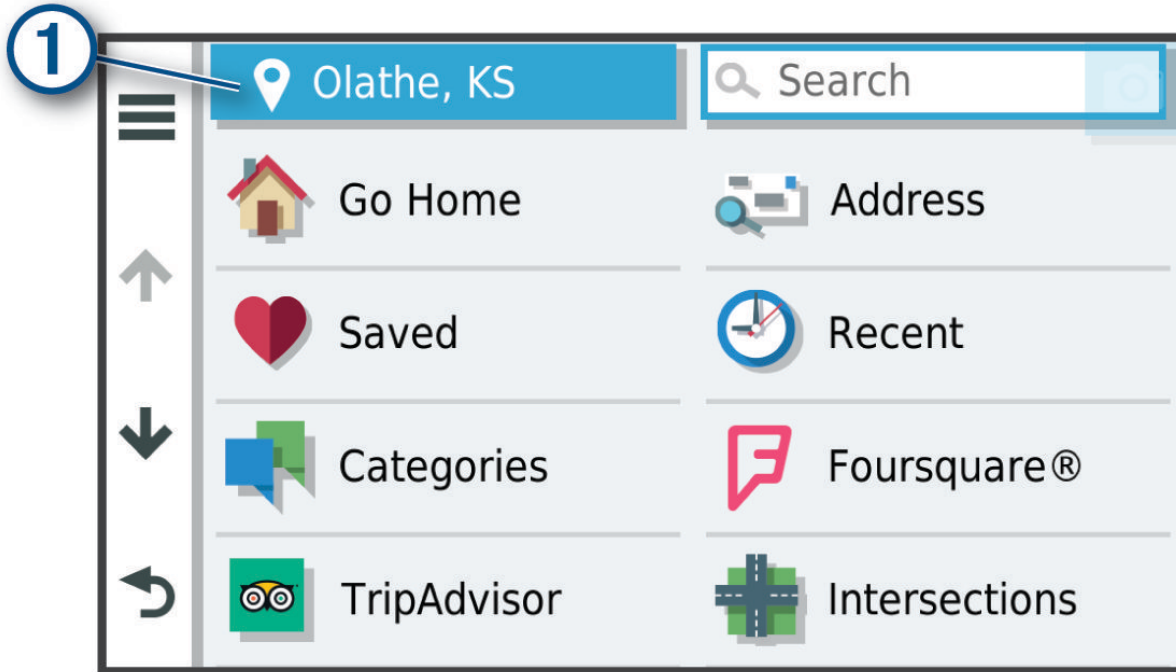 1
Olathe, KS
Search
Go Home
Address
Saved
Recent
Categories
Foursquare®
TripAdvisor
Intersections